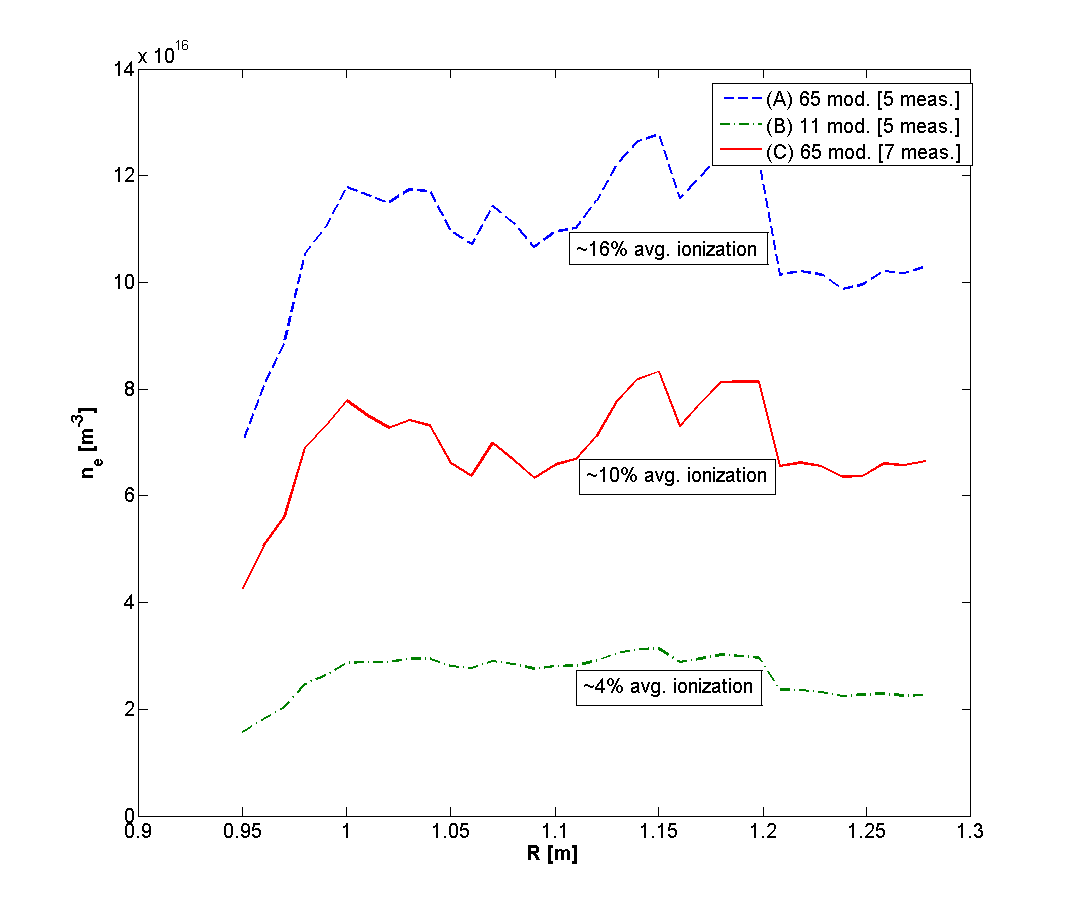 x 10^16
14
12
10
8
6
4
2
0
n_e [m^-3]
(A) 65 mod. [5 meas.]
(B) 11 mod. [5 meas.]
(C) 65 mod. [7 meas.]
~16% avg. ionization
~10% avg. ionization
~4% avg. ionization
0.9 0.95 1 1.05 1.1 1.15 1.2 1.25 1.3
R [m]